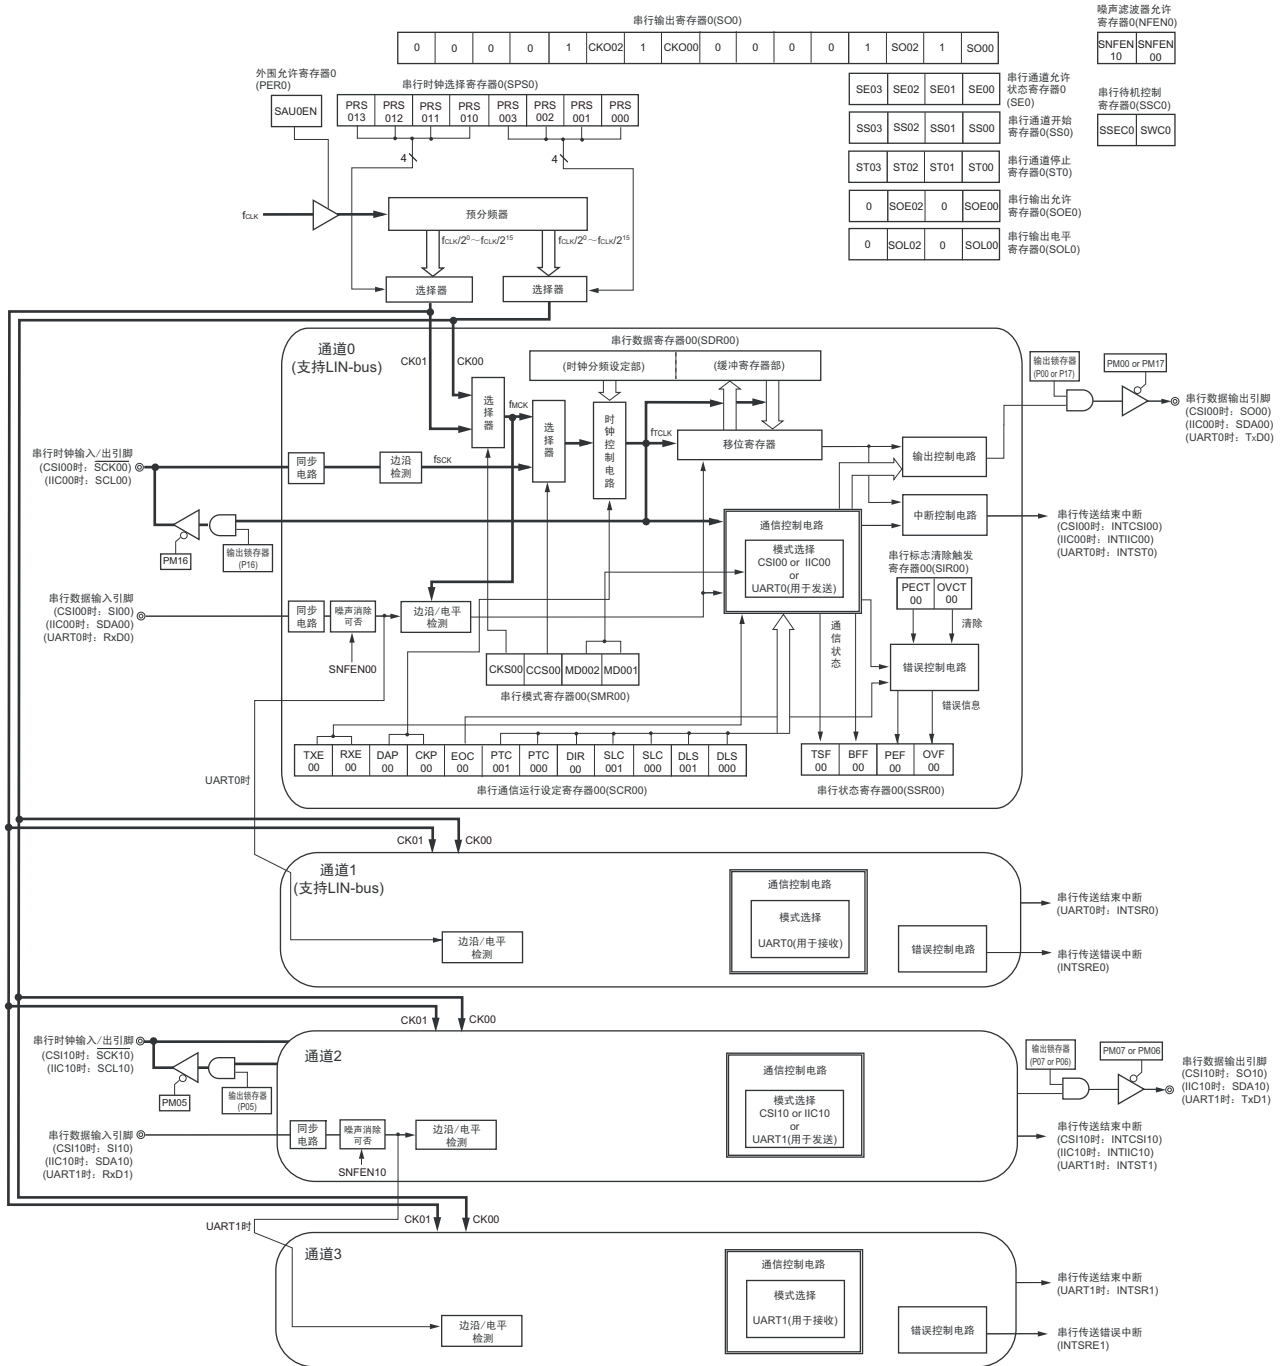 串行输出寄存器0(SO0)
0 0 0 0 1 CKO02 1 CKO00 0 0 0 0 1 SO02 1 SO00
噪声滤波器允许
寄存器0(NFEN0)
SNFEN SNFEN
10 00
外围允许寄存器0
(PER0)
SAU0EN
串行时钟选择寄存器0(SPS0)
PRS PRS PRS PRS PRS PRS PRS PRS
013 012 011 010 003 002 001 000
4 4
SE03 SE02 SE01 SE00
串行通道允许
状态寄存器0
(SE0)
SS03 SS02 SS01 SS00
串行通道开始
寄存器0(SS0)
ST03 ST02 ST01 ST00
串行通道停止
寄存器0(ST0)
0 SOE02 0 SOE00
串行输出允许
寄存器0(SOE0)
0 SOL02 0 SOL00
串行输出电平
寄存器0(SOL0)
串行待机控制
寄存器0(SSC0)
SSEC0 SWC0
fCLK
预分频器
fCLK/2⁰～fCLK/2¹⁵ fCLK/2⁰～fCLK/2¹⁵
选择器 选择器
通道0
(支持LIN-bus)
CK01 CK00
串行数据寄存器00(SDR00)
(时钟分频设定部) (缓冲寄存器部)
选择器
fMCK
选择器
时钟控制电路
fTCLK
移位寄存器
输出控制电路
中断控制电路
输出锁存器
(P00 or P17)
PM00 or PM17
串行数据输出引脚
(CSI00时：SO00)
(IIC00时：SDA00)
(UART0时：TxD0)
串行时钟输入/出引脚
(CSI00时：SCK00)
(IIC00时：SCL00)
同步
电路
边沿
检测
fSCK
PM16
输出锁存器
(P16)
通信控制电路
模式选择
CSI00 or IIC00
or
UART0(用于发送)
串行传送结束中断
(CSI00时：INTCSI00)
(IIC00时：INTIIC00)
(UART0时：INTST0)
串行标志清除触发
寄存器00(SIR00)
PECT OVCT
00 00
清除
串行数据输入引脚
(CSI00时：SI00)
(IIC00时：SDA00)
(UART0时：RxD0)
同步
电路
噪声消除
可否
SNFEN00
边沿/电平
检测
CKS00 CCS00 MD002 MD001
串行模式寄存器00(SMR00)
通信状态
错误控制电路
错误信息
TXE RXE DAP CKP EOC PTC PTC DIR SLC SLC DLS DLS
00 00 00 00 00 001 000 00 001 000 001 000
串行通信运行设定寄存器00(SCR00)
TSF BFF PEF OVF
00 00 00 00
串行状态寄存器00(SSR00)
UART0时
CK01 CK00
通道1
(支持LIN-bus)
通信控制电路
模式选择
UART0(用于接收)
边沿/电平
检测
错误控制电路
串行传送结束中断
(UART0时：INTSR0)
串行传送错误中断
(INTSRE0)
CK01 CK00
串行时钟输入/出引脚
(CSI10时：SCK10)
(IIC10时：SCL10)
PM05
输出锁存器
(P05)
通道2
通信控制电路
模式选择
CSI10 or IIC10
or
UART1(用于发送)
输出锁存器
(P07 or P06)
PM07 or PM06
串行数据输出引脚
(CSI10时：SO10)
(IIC10时：SDA10)
(UART1时：TxD1)
串行数据输入引脚
(CSI10时：SI10)
(IIC10时：SDA10)
(UART1时：RxD1)
同步
电路
噪声消除
可否
SNFEN10
边沿/电平
检测
串行传送结束中断
(CSI10时：INTCSI10)
(IIC10时：INTIIC10)
(UART1时：INTST1)
UART1时
CK01 CK00
通道3
通信控制电路
模式选择
UART1(用于接收)
边沿/电平
检测
错误控制电路
串行传送结束中断
(UART1时：INTSR1)
串行传送错误中断
(INTSRE1)